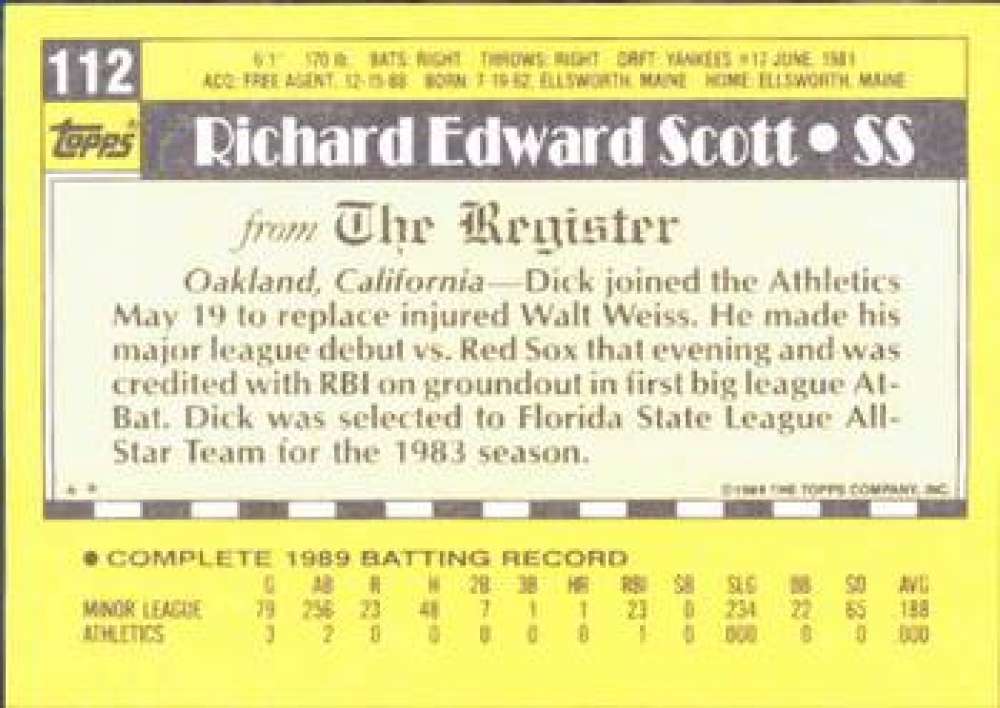 112
6'1" 170 lb. BATS: RIGHT THROWS: RIGHT DRFT: YANKEES #17 JUNE, 1981
ACQ: FREE AGENT, 12-15-88 BORN: 7-19-62, ELLSWORTH, MAINE HOME: ELLSWORTH, MAINE
TOPPS®
Richard Edward Scott • SS
from The Register
Oakland, California—Dick joined the Athletics
May 19 to replace injured Walt Weiss. He made his
major league debut vs. Red Sox that evening and was
credited with RBI on groundout in first big league At-
Bat. Dick was selected to Florida State League All-
Star Team for the 1983 season.
* * ©1989 THE TOPPS COMPANY, INC.
• COMPLETE 1989 BATTING RECORD
G AB R H 2B 3B HR RBI SB SLG BB SO AVG
MINOR LEAGUE 79 256 23 48 7 1 1 23 0 .234 22 65 .188
ATHLETICS 3 2 0 0 0 0 0 1 0 .000 0 0 .000